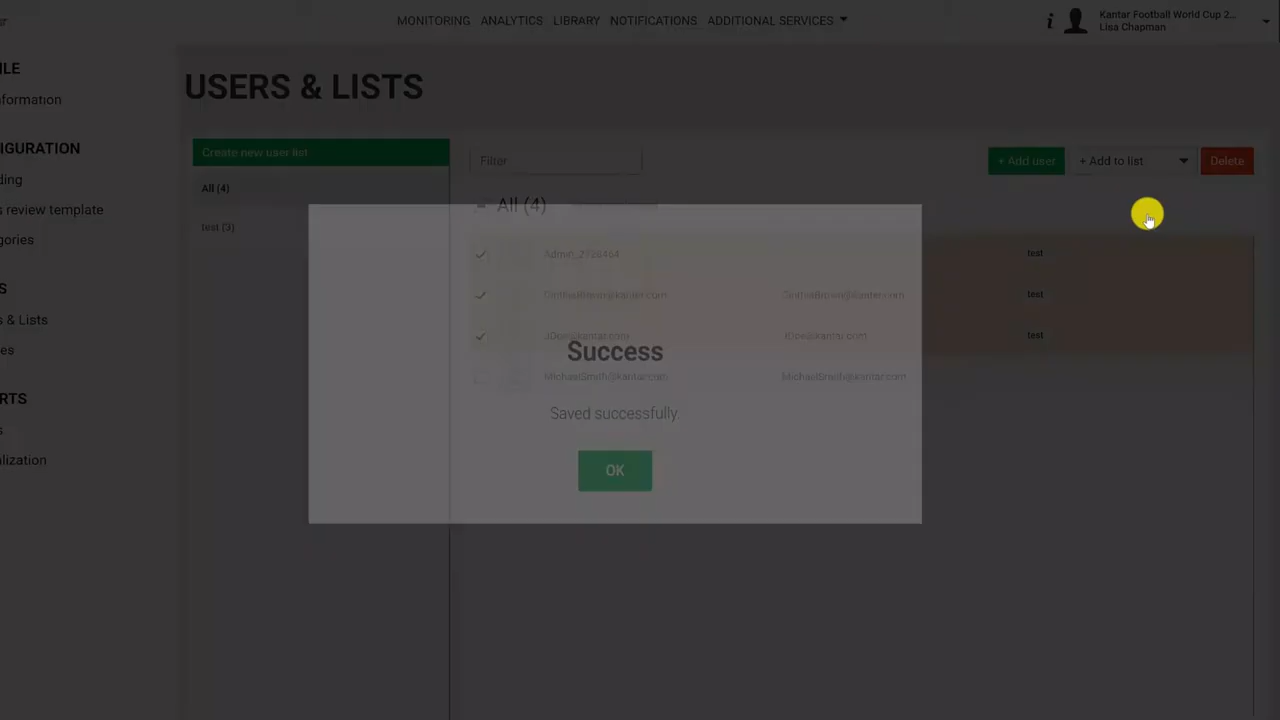 MONITORING ANALYTICS LIBRARY NOTIFICATIONS ADDITIONAL SERVICES
i
Kantar Football World Cup 2...
Lisa Chapman
USERS & LISTS
ILE
nformation
IGURATION
ding
s review template
gories
S
s & Lists
es
RTS
s
lization
Create new user list
All (4)
test (3)
Filter
+ Add user
+ Add to list
Delete
All (4)
Admin_2726464 test
CinthiaBrown@kantar.com CinthiaBrown@kantar.com test
JDoe@kantar.com JDoe@kantar.com test
MichaelSmith@kantar.com MichaelSmith@kantar.com
Success
Saved successfully.
OK